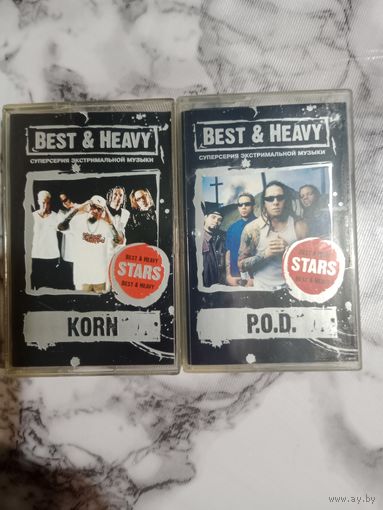 BEST & HEAVY
СУПЕРСЕРИЯ ЭКСТРИМАЛЬНОЙ МУЗЫКИ
BEST & HEAVY
STARS
BEST & HEAVY
KORN
BEST & HEAVY
СУПЕРСЕРИЯ ЭКСТРИМАЛЬНОЙ МУЗЫКИ
STARS
P.O.D.
www.ay.by